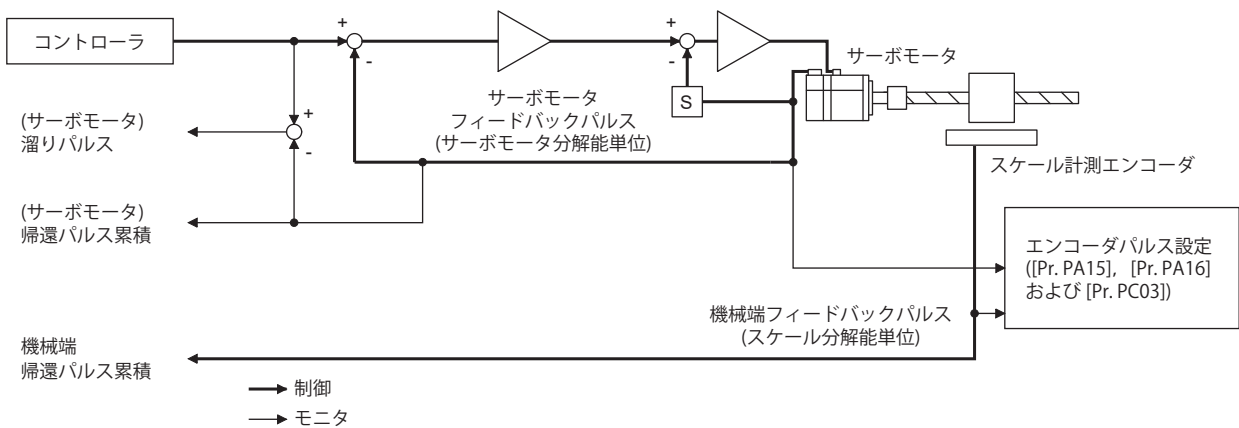 コントローラ
+
-
+
-
サーボモータ
S
サーボモータ
フィードバックパルス
(サーボモータ分解能単位)
(サーボモータ)
溜りパルス
+
-
スケール計測エンコーダ
(サーボモータ)
帰還パルス累積
エンコーダパルス設定
([Pr. PA15], [Pr. PA16]
および [Pr. PC03])
機械端フィードバックパルス
(スケール分解能単位)
機械端
帰還パルス累積
制御
モニタ